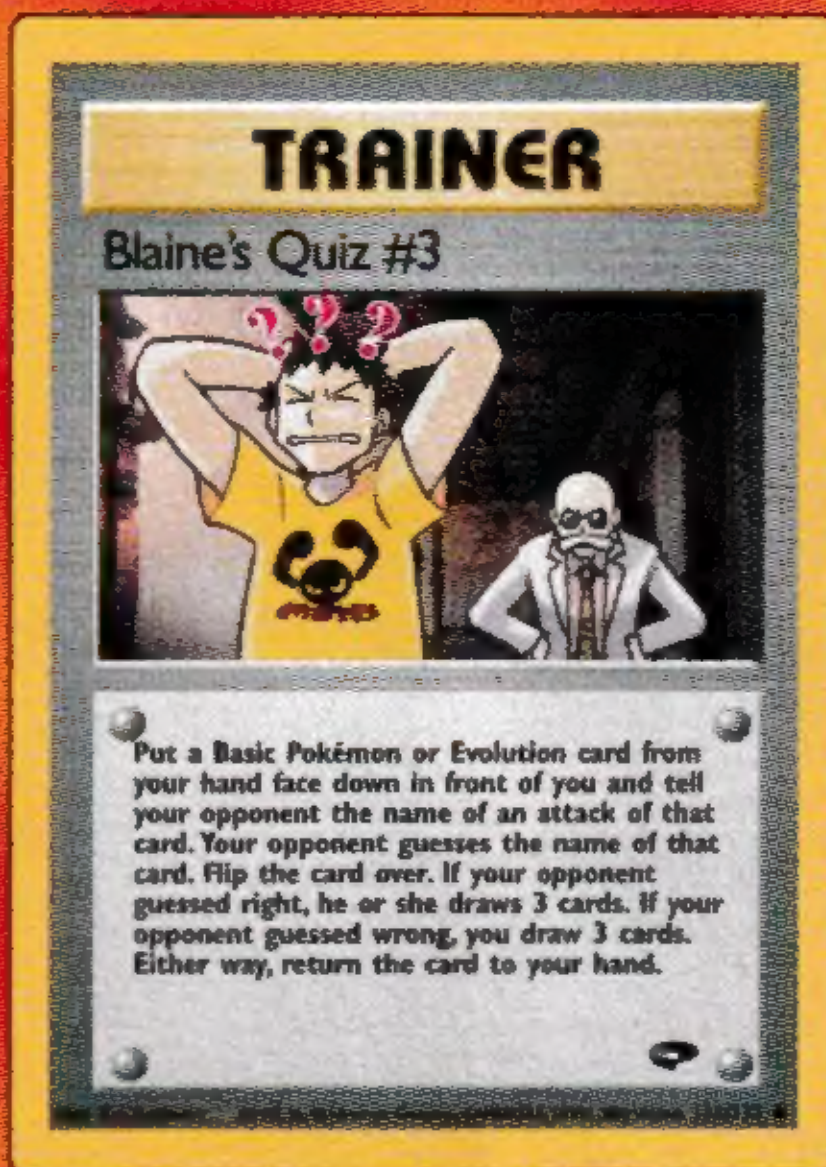 TRAINER
Blaine's Quiz #3
? ? ?
Put a Basic Pokémon or Evolution card from
your hand face down in front of you and tell
your opponent the name of an attack of that
card. Your opponent guesses the name of that
card. Flip the card over. If your opponent
guessed right, he or she draws 3 cards. If your
opponent guessed wrong, you draw 3 cards.
Either way, return the card to your hand.